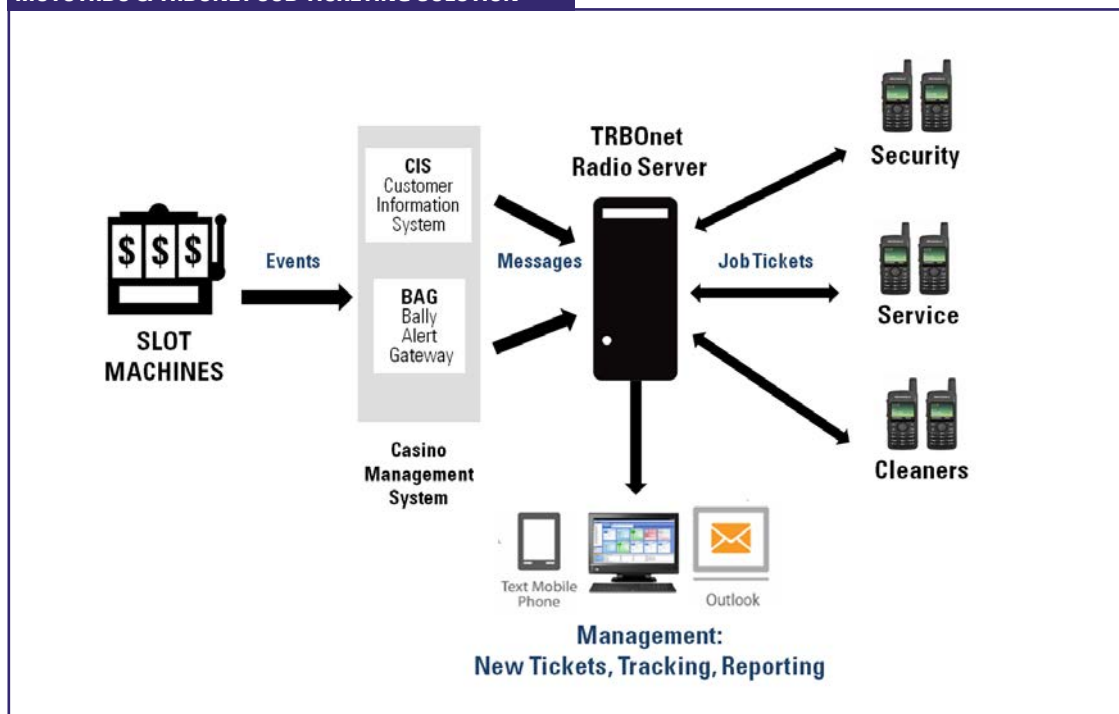 TRBOnet
Radio Server
Security
CIS
Customer
Information
System
$ $ $
Events
Messages
Job Tickets
BAG
Bally
Alert
Gateway
Service
SLOT
MACHINES
Casino
Management
System
Cleaners
Text Mobile
Phone
Outlook
Management:
New Tickets, Tracking, Reporting